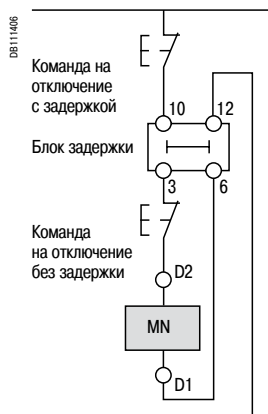 DB111406
Команда на
отключение
с задержкой
10
12
Блок задержки
3
6
Команда
на отключение
без задержки
D2
MN
D1